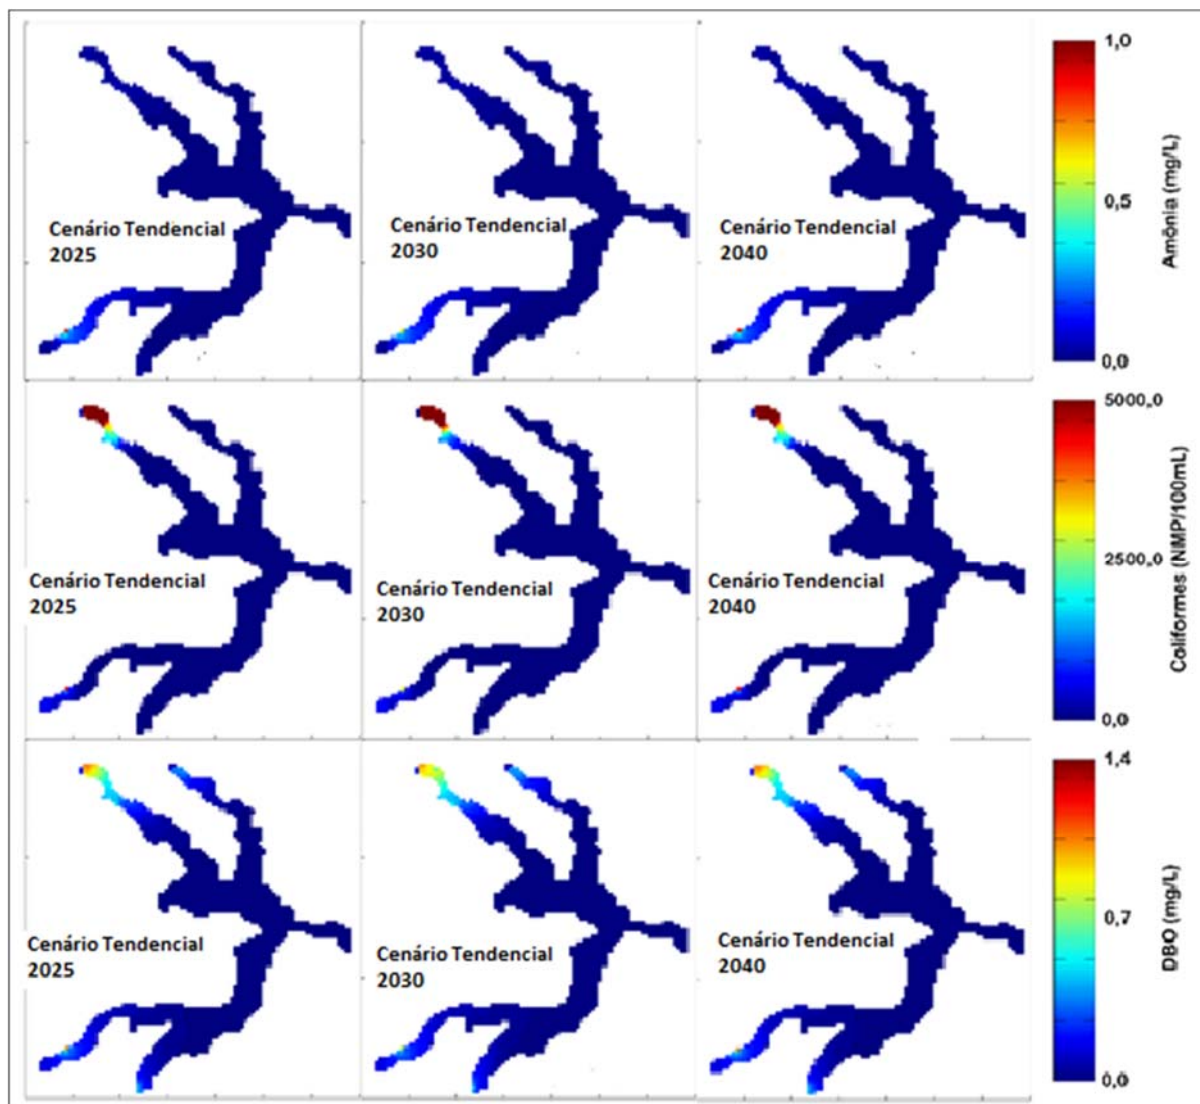 1,0
Cenário Tendencial
2025
Cenário Tendencial
2030
Cenário Tendencial
2040
0,5
Amônia (mg/L)
0,0
5000,0
Cenário Tendencial
2025
Cenário Tendencial
2030
Cenário Tendencial
2040
2500,0
Coliformes (NMP/100mL)
0,0
1,4
Cenário Tendencial
2025
Cenário Tendencial
2030
Cenário Tendencial
2040
0,7
DBO (mg/L)
0,0